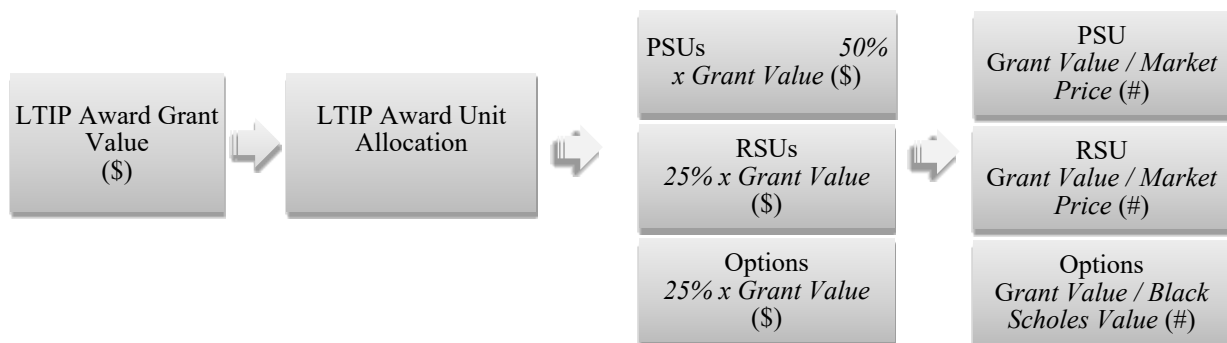 LTIP Award Grant
Value
($)
LTIP Award Unit
Allocation
PSUs 50%
x Grant Value ($)
RSUs
25% x Grant Value
($)
Options
25% x Grant Value
($)
PSU
Grant Value / Market
Price (#)
RSU
Grant Value / Market
Price (#)
Options
Grant Value / Black
Scholes Value (#)